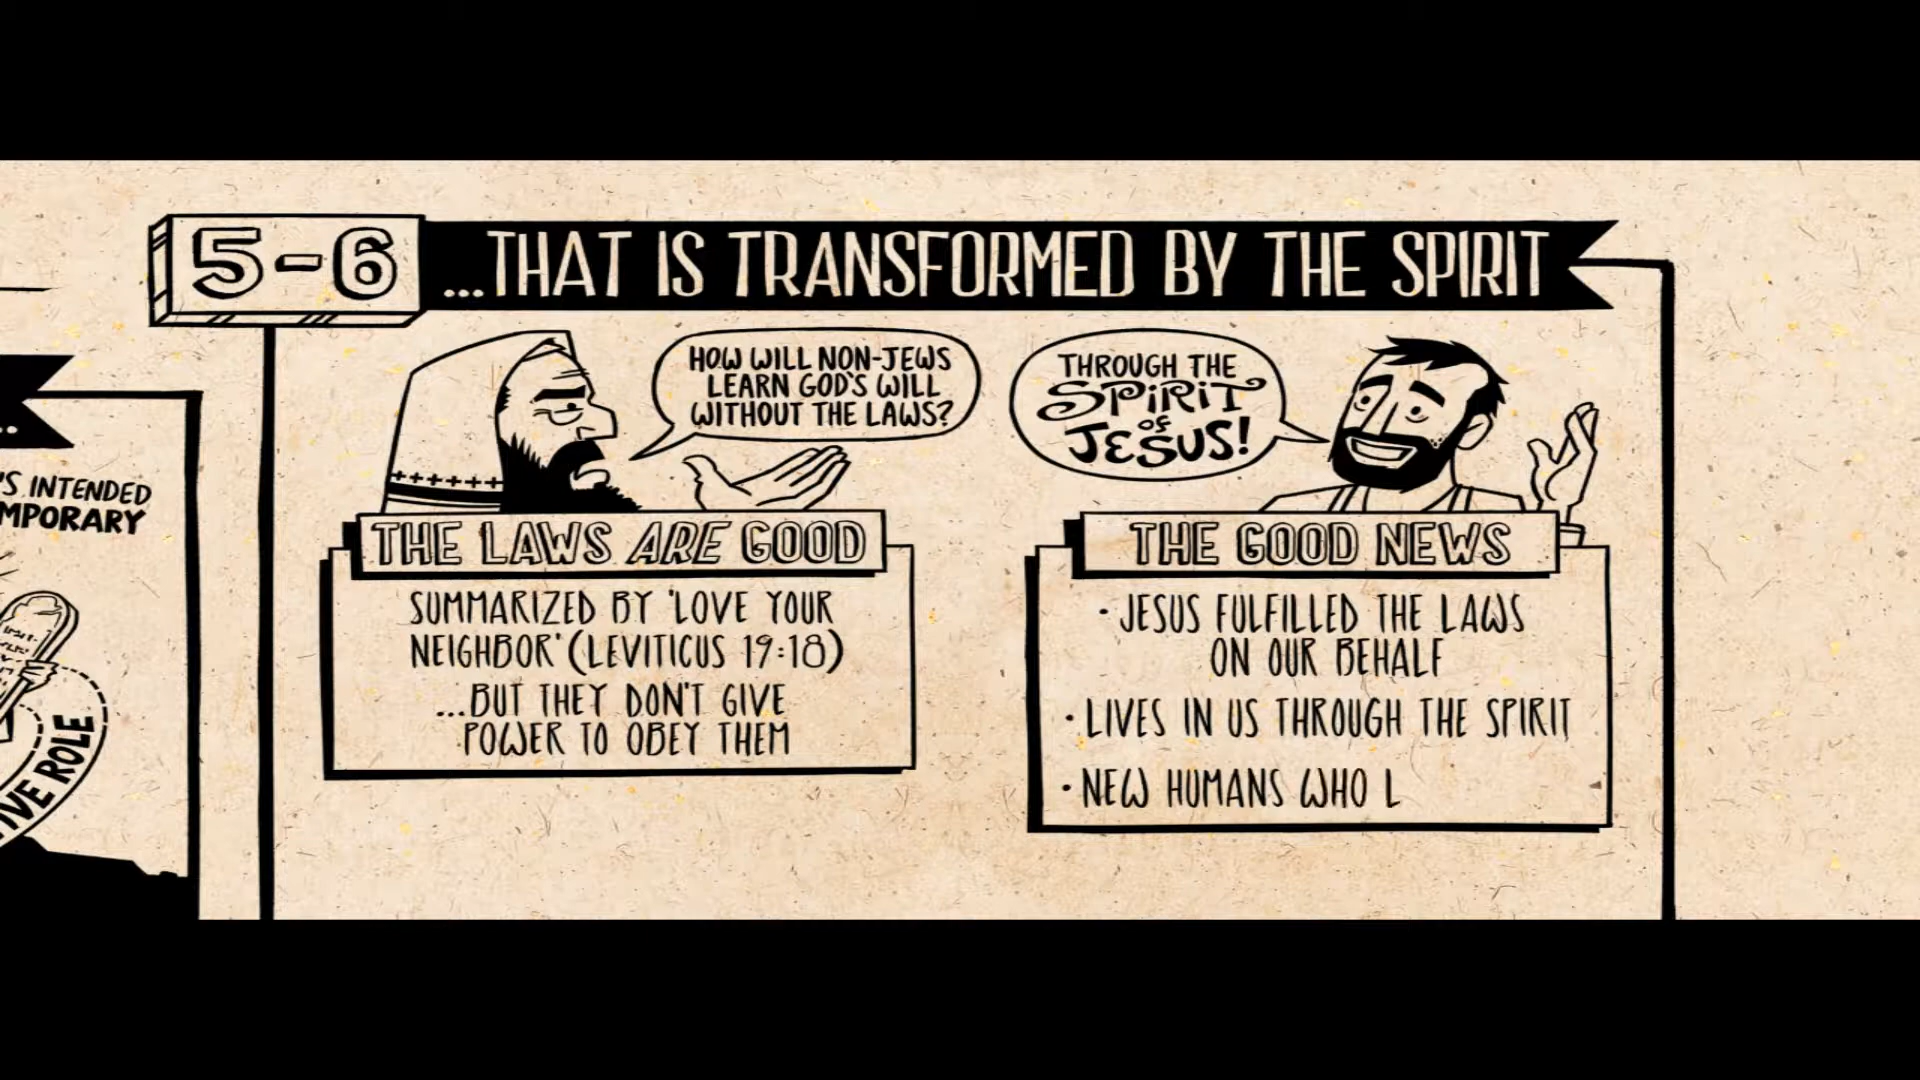 5-6
...THAT IS TRANSFORMED BY THE SPIRIT
HOW WILL NON-JEWS
LEARN GOD'S WILL
WITHOUT THE LAWS?
THROUGH THE
SPIRIT
OF
JESUS!
THE LAWS ARE GOOD
SUMMARIZED BY 'LOVE YOUR
NEIGHBOR' (LEVITICUS 19:18)
...BUT THEY DON'T GIVE
POWER TO OBEY THEM
THE GOOD NEWS
• JESUS FULFILLED THE LAWS
ON OUR BEHALF
• LIVES IN US THROUGH THE SPIRIT
• NEW HUMANS WHO L
'S INTENDED
MPORARY
IVE ROLE